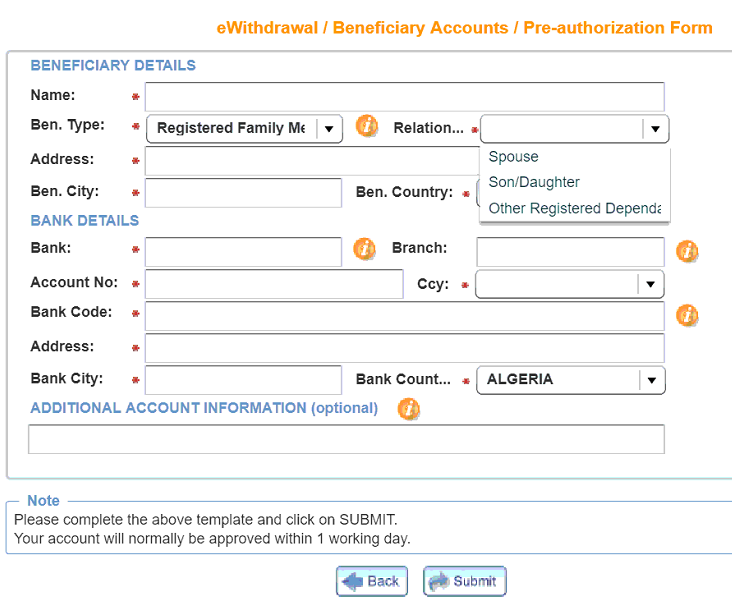 eWithdrawal / Beneficiary Accounts / Pre-authorization Form
BENEFICIARY DETAILS
Name: *
Ben. Type: * Registered Family Me Relation... *
Address: *
Spouse
Son/Daughter
Ben. City: * Ben. Country: *
Other Registered Dependa
BANK DETAILS
Bank: * Branch:
Account No: * Ccy: *
Bank Code: *
Address: *
Bank City: * Bank Count... * ALGERIA
ADDITIONAL ACCOUNT INFORMATION (optional)
Note
Please complete the above template and click on SUBMIT.
Your account will normally be approved within 1 working day.
Back Submit